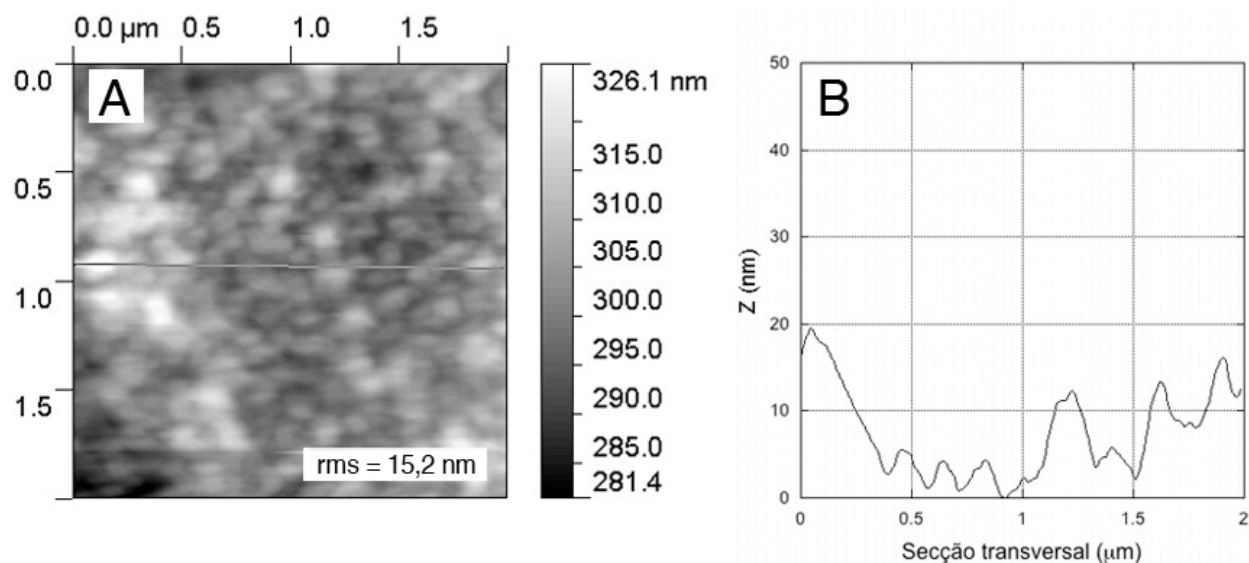 0.0 µm 0.5 1.0 1.5
0.0
0.5
1.0
1.5
A
rms = 15,2 nm
326.1 nm
315.0
310.0
305.0
300.0
295.0
290.0
285.0
281.4
B
50
40
30
20
10
0
Z (nm)
0 0.5 1 1.5 2
Secção transversal (µm)